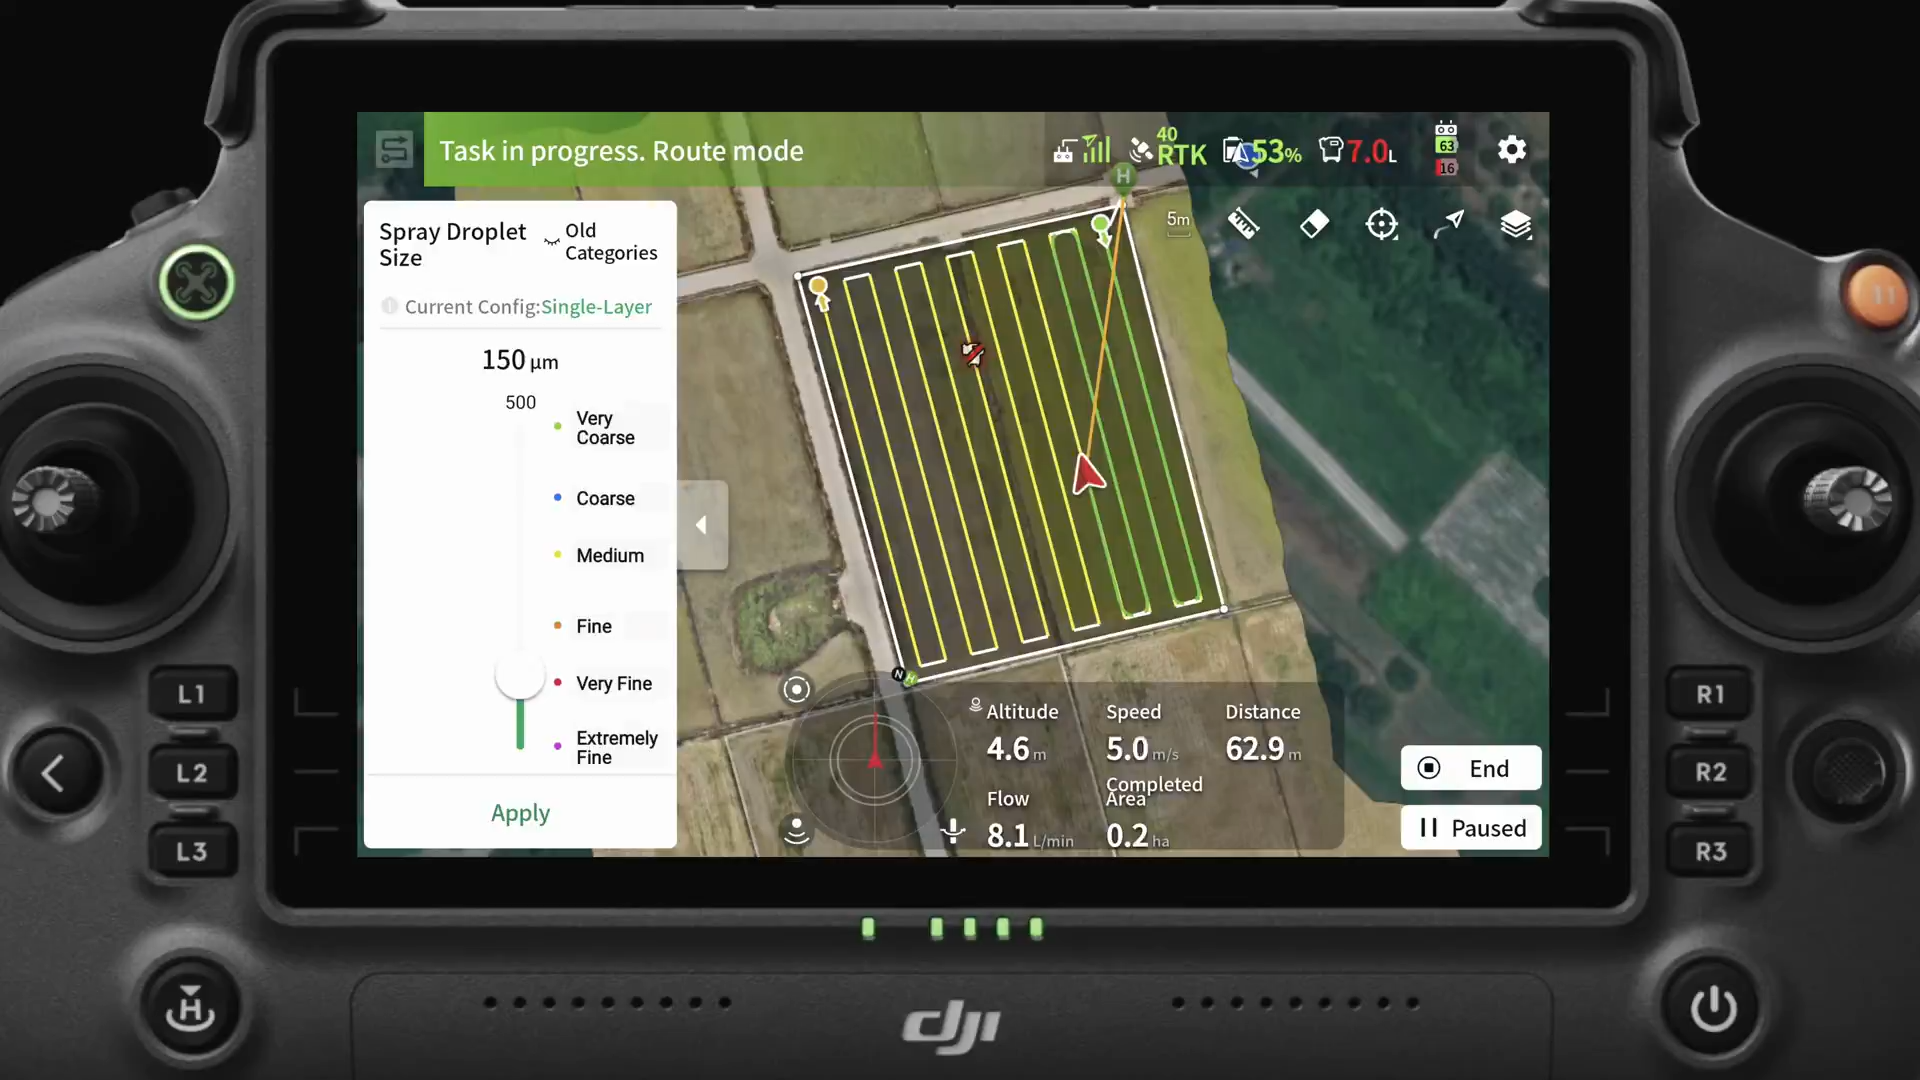 Task in progress. Route mode
40
RTK
53%
7.0L
63
16
H
5m
Spray Droplet
Size
Old
Categories
Current Config:Single-Layer
150 μm
500
Very
Coarse
Coarse
Medium
Fine
Very Fine
Extremely
Fine
Apply
N
H
Altitude
4.6 m
Speed
5.0 m/s
Distance
62.9 m
Flow
8.1 L/min
Completed
Area
0.2 ha
End
Paused
L1
L2
L3
R1
R2
R3
H
dji